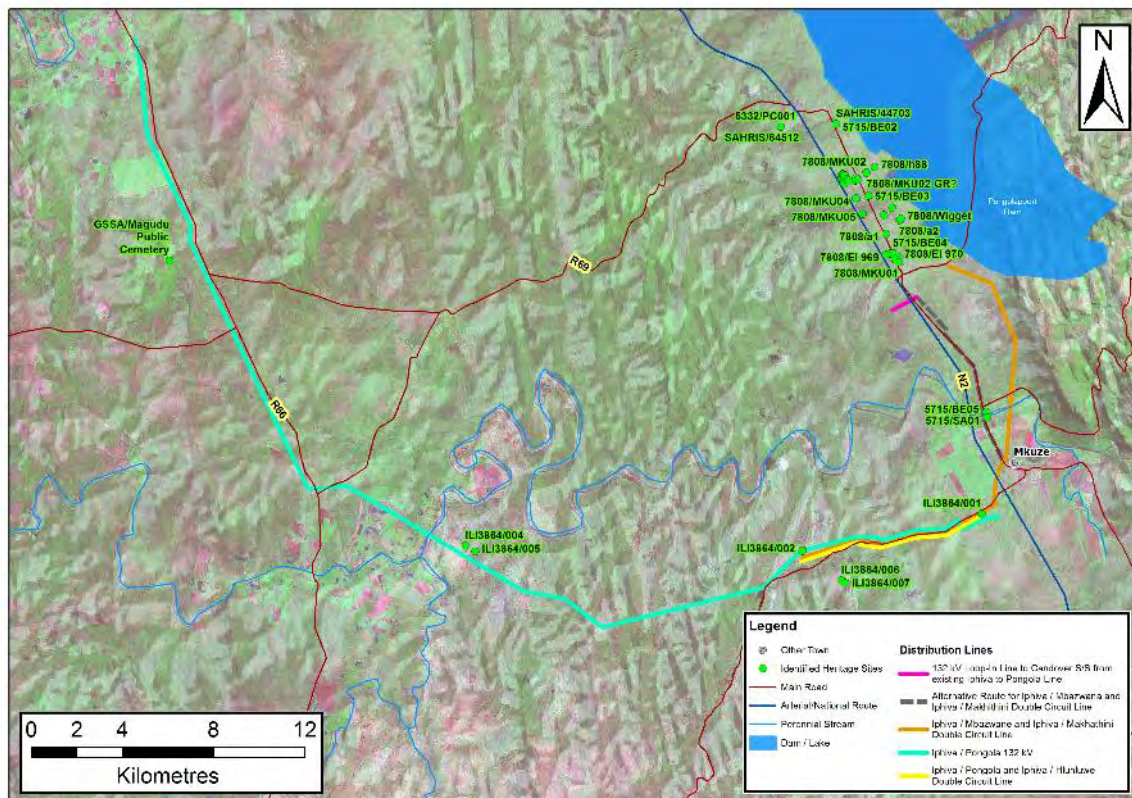 N
5332/PC001
SAHRIS/44703
5715/BE02
SAHRIS/64512
7808/MKU02
7808/h88
7808/MKU02 GR?
5715/BE03
7808/MKU04
7808/MKU05
7808/Wigget
7808/a2
7808/a1
5715/BE04
7808/EI 969
7808/EI 970
7808/MKU01
GSSA/Magudu
Public
Cemetery
R69
R66
N2
5715/BE05
5715/SA01
Mkuze
ILI3864/001
ILI3864/004
ILI3864/005
ILI3864/002
ILI3864/006
ILI3864/007
0 2 4 8 12
Kilometres
Legend
Other Town
Identified Heritage Sites
Main Road
Arterial/National Route
Perennial Stream
Dam / Lake
Distribution Lines
132 kV Loop-In Line to Candover S/S from
existing Iphiva to Pongola Line
Alternative Route for Iphiva / Mbazwana and
Iphiva / Makhithini Double Circuit Line
Iphiva / Mbazwane and Iphiva / Makhathini
Double Circuit Line
Iphiva / Pongola 132 kV
Iphiva / Pongola and Iphiva / Hluhluwe
Double Circuit Line